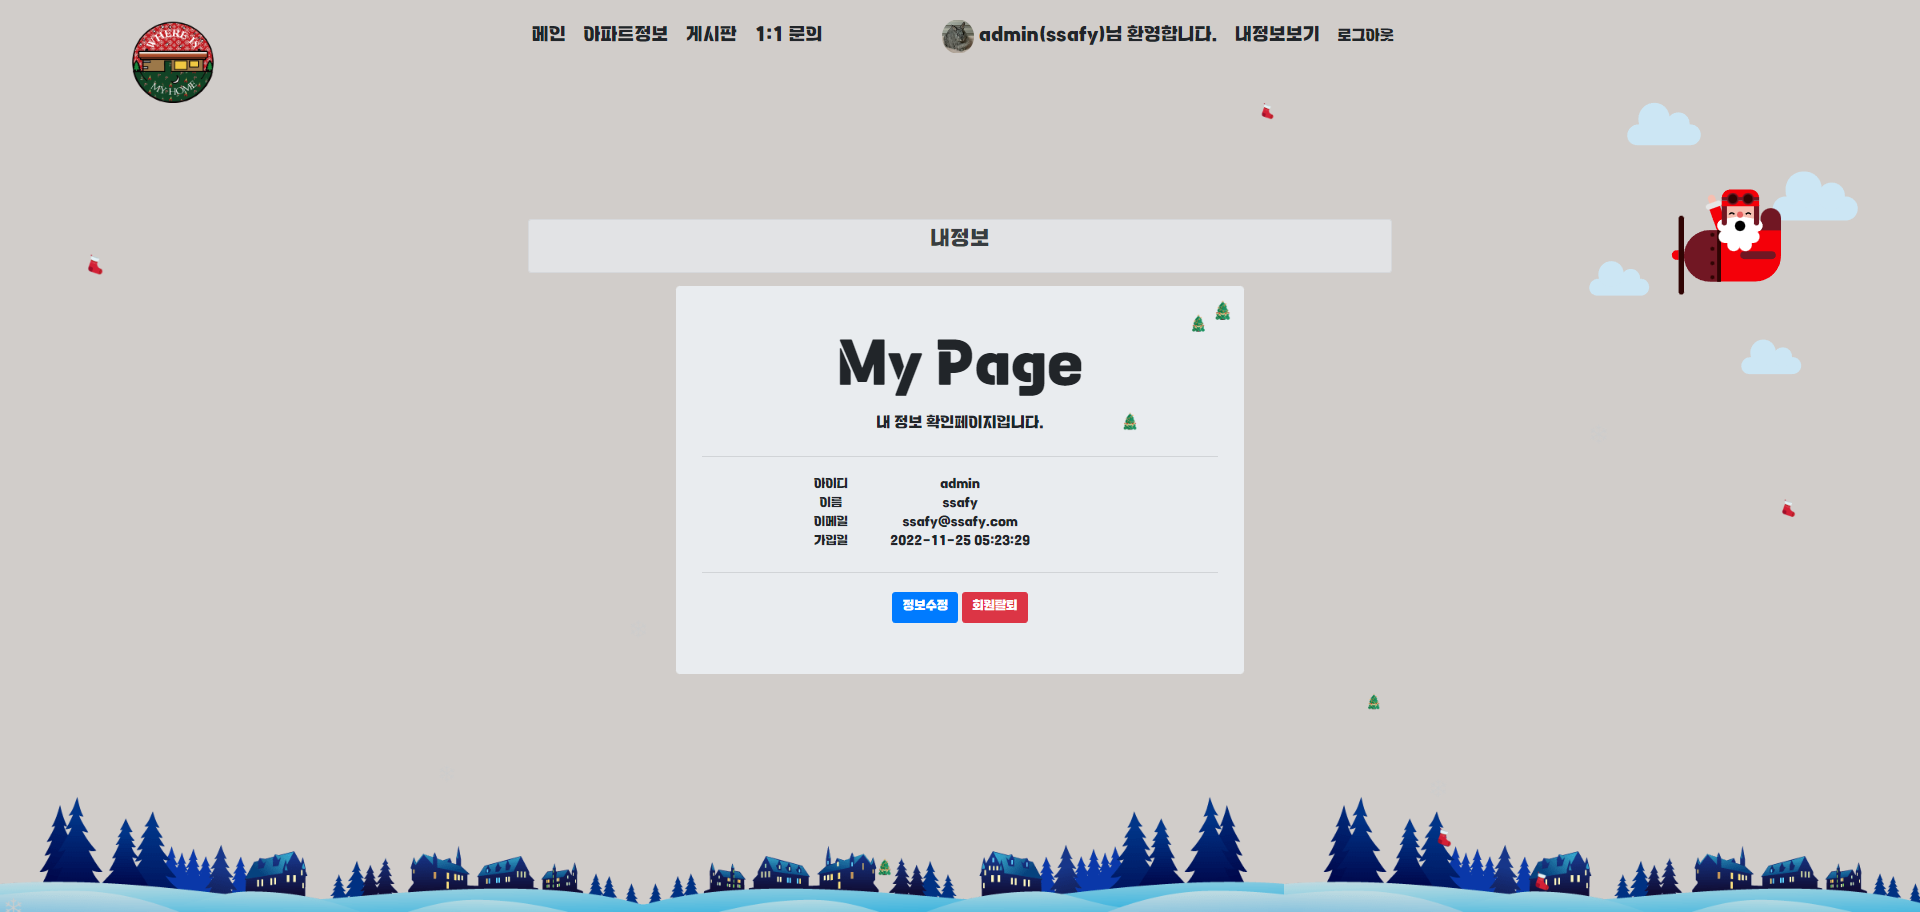 WHERE IS
MY HOME
메인 아파트정보 게시판 1:1 문의
admin(ssafy)님 환영합니다. 내정보보기 로그아웃
내정보
My Page
내 정보 확인페이지입니다.
아이디 admin
이름 ssafy
이메일 ssafy@ssafy.com
가입일 2022-11-25 05:23:29
정보수정 회원탈퇴